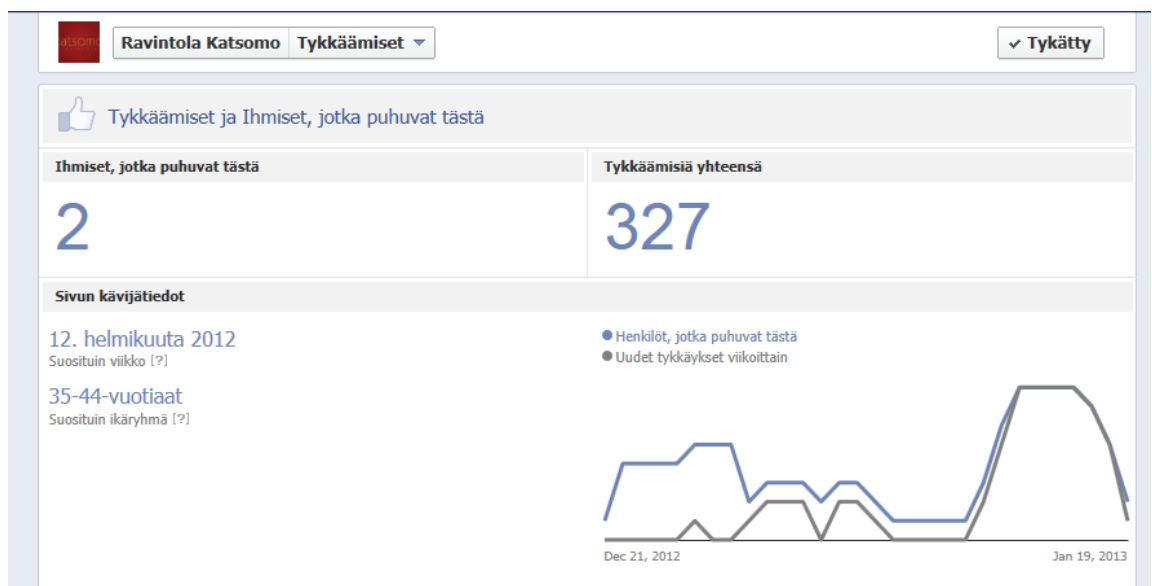 atsomo
Ravintola Katsomo Tykkäämiset
Tykätty
Tykkäämiset ja Ihmiset, jotka puhuvat tästä
Ihmiset, jotka puhuvat tästä
2
Tykkäämisiä yhteensä
327
Sivun kävijätiedot
12. helmikuuta 2012
Suosituin viikko [?]
35-44-vuotiaat
Suosituin ikäryhmä [?]
Henkilöt, jotka puhuvat tästä
Uudet tykkäykset viikoittain
Dec 21, 2012
Jan 19, 2013